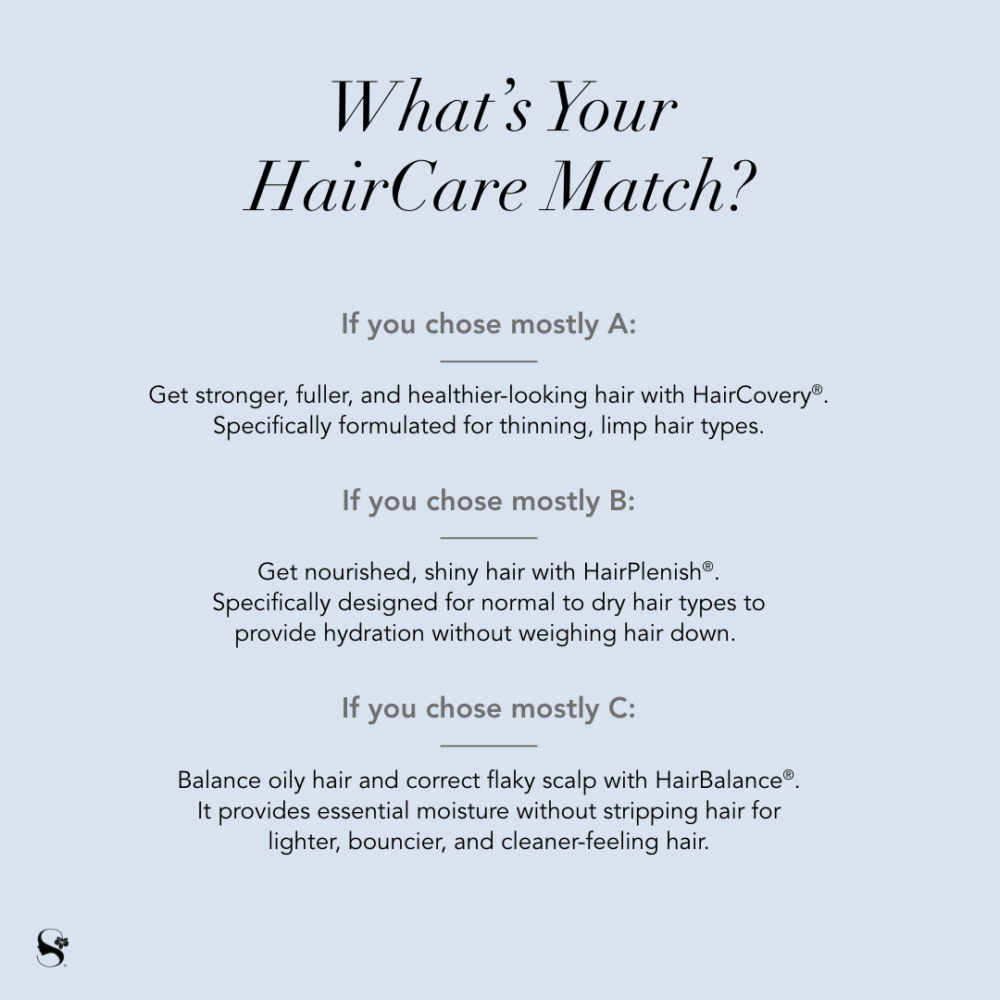 What’s Your
HairCare Match?
If you chose mostly A:
Get stronger, fuller, and healthier-looking hair with HairCovery®.
Specifically formulated for thinning, limp hair types.
If you chose mostly B:
Get nourished, shiny hair with HairPlenish®.
Specifically designed for normal to dry hair types to
provide hydration without weighing hair down.
If you chose mostly C:
Balance oily hair and correct flaky scalp with HairBalance®.
It provides essential moisture without stripping hair for
lighter, bouncier, and cleaner-feeling hair.